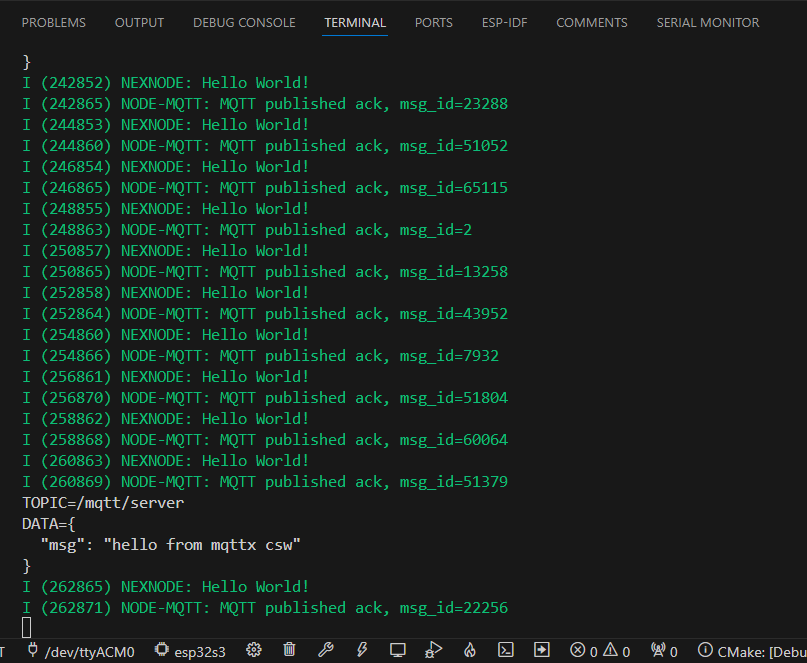 PROBLEMS OUTPUT DEBUG CONSOLE TERMINAL PORTS ESP-IDF COMMENTS SERIAL MONITOR
}
I (242852) NEXNODE: Hello World!
I (242865) NODE-MQTT: MQTT published ack, msg_id=23288
I (244853) NEXNODE: Hello World!
I (244860) NODE-MQTT: MQTT published ack, msg_id=51052
I (246854) NEXNODE: Hello World!
I (246865) NODE-MQTT: MQTT published ack, msg_id=65115
I (248855) NEXNODE: Hello World!
I (248863) NODE-MQTT: MQTT published ack, msg_id=2
I (250857) NEXNODE: Hello World!
I (250865) NODE-MQTT: MQTT published ack, msg_id=13258
I (252858) NEXNODE: Hello World!
I (252864) NODE-MQTT: MQTT published ack, msg_id=43952
I (254860) NEXNODE: Hello World!
I (254866) NODE-MQTT: MQTT published ack, msg_id=7932
I (256861) NEXNODE: Hello World!
I (256870) NODE-MQTT: MQTT published ack, msg_id=51804
I (258862) NEXNODE: Hello World!
I (258868) NODE-MQTT: MQTT published ack, msg_id=60064
I (260863) NEXNODE: Hello World!
I (260869) NODE-MQTT: MQTT published ack, msg_id=51379
TOPIC=/mqtt/server
DATA={
  "msg": "hello from mqttx csw"
}
I (262865) NEXNODE: Hello World!
I (262871) NODE-MQTT: MQTT published ack, msg_id=22256
T /dev/ttyACM0 esp32s3 0 0 0 CMake: [Debu